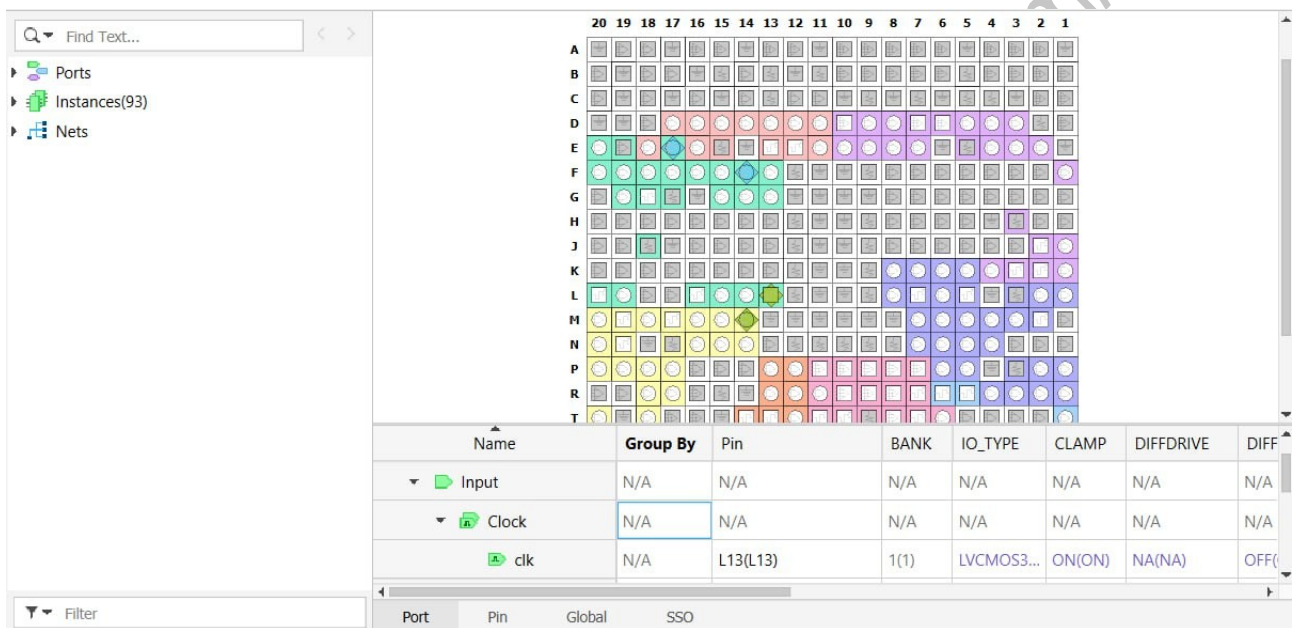 20 19 18 17 16 15 14 13 12 11 10 9 8 7 6 5 4 3 2 1
Find Text...
Ports
Instances(93)
Nets
A
B
C
D
E
F
G
H
J
K
L
M
N
P
R
T
Name Group By Pin BANK IO_TYPE CLAMP DIFFDRIVE DIFF
Input N/A N/A N/A N/A N/A N/A N/A
Clock N/A N/A N/A N/A N/A N/A N/A
clk N/A L13(L13) 1(1) LVCMOS3... ON(ON) NA(NA) OFF(
Filter
Port Pin Global SSO